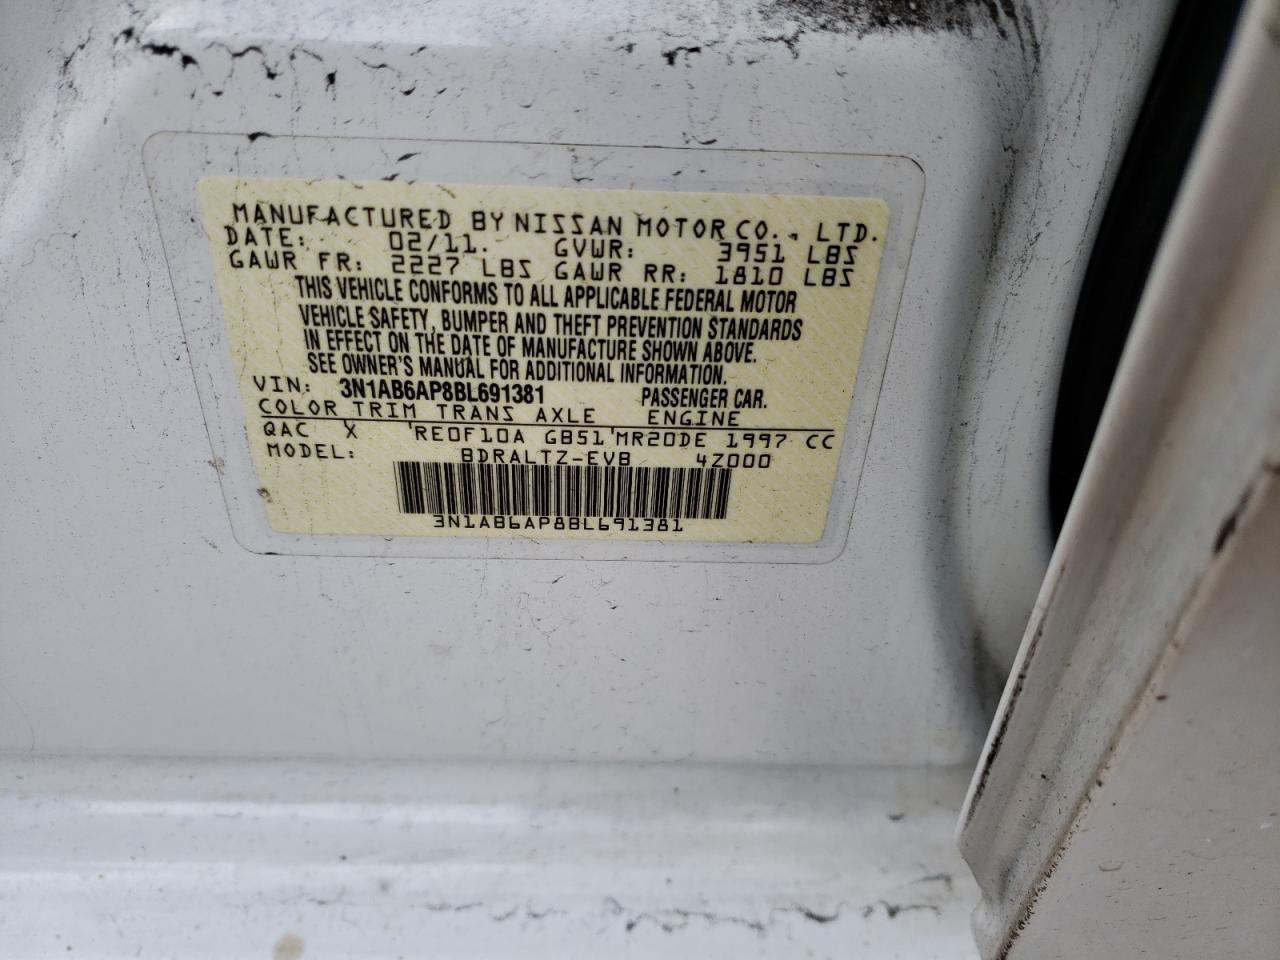 MANUFACTURED BY NISSAN MOTOR CO., LTD.
DATE: 02/11. GVWR: 3951 LBS
GAWR FR: 2227 LBS GAWR RR: 1810 LBS
THIS VEHICLE CONFORMS TO ALL APPLICABLE FEDERAL MOTOR
VEHICLE SAFETY, BUMPER AND THEFT PREVENTION STANDARDS
IN EFFECT ON THE DATE OF MANUFACTURE SHOWN ABOVE.
SEE OWNER'S MANUAL FOR ADDITIONAL INFORMATION.
VIN: 3N1AB6AP8BL691381 PASSENGER CAR.
COLOR TRIM TRANS AXLE ENGINE
QAC X RE0F10A GB51 MR20DE 1997 CC
MODEL: BDRALTZ-EVB 4Z000
3N1AB6AP8BL691381